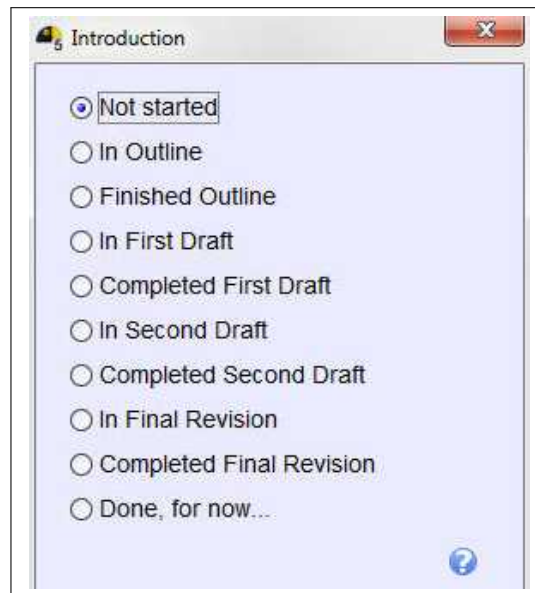 5 Introduction
Not started
In Outline
Finished Outline
In First Draft
Completed First Draft
In Second Draft
Completed Second Draft
In Final Revision
Completed Final Revision
Done, for now...
?